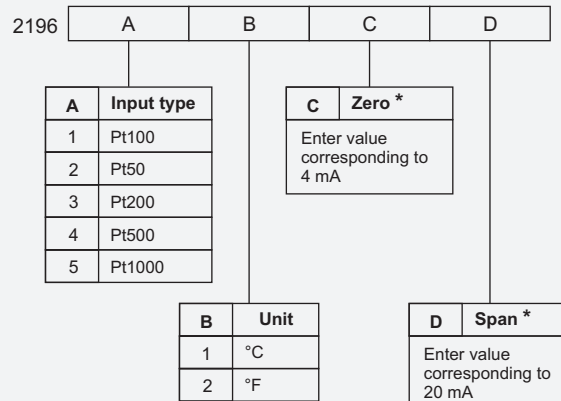 2196 A B C D
A Input type
1 Pt100
2 Pt50
3 Pt200
4 Pt500
5 Pt1000
C Zero *
Enter value
corresponding to
4 mA
B Unit
1 °C
2 °F
D Span *
Enter value
corresponding to
20 mA